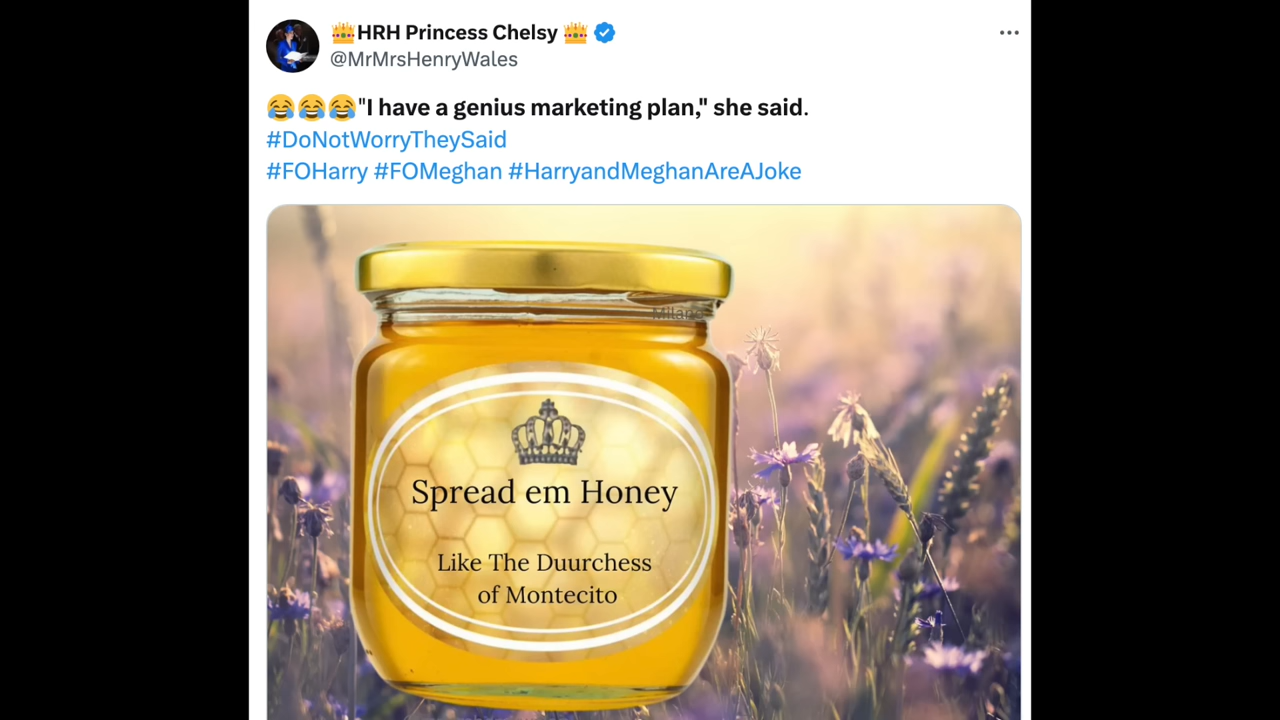 👑HRH Princess Chelsy 👑
@MrMrsHenryWales
😂😂😂"I have a genius marketing plan," she said.
#DoNotWorryTheySaid
#FOHarry #FOMeghan #HarryandMeghanAreAJoke
Milano
Spread em Honey
Like The Duurchess
of Montecito